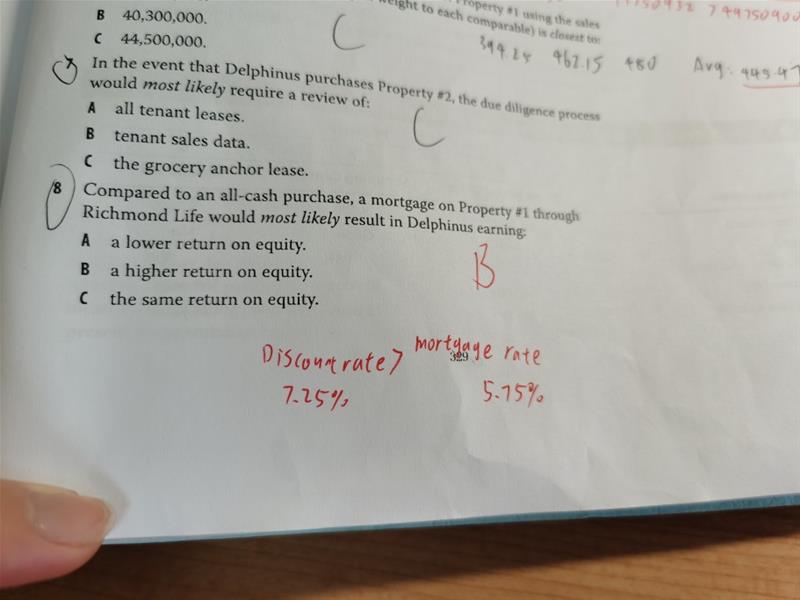 749750900
weight to each comparable) is closest to:
Property #1 using the sales
B 40,300,000.
C 44,500,000.
C
394.25 462.15 480 Avg:
7 In the event that Delphinus purchases Property #2, the due diligence process
would most likely require a review of:
A all tenant leases.
B tenant sales data.
C the grocery anchor lease.
C
8 Compared to an all-cash purchase, a mortgage on Property #1 through
Richmond Life would most likely result in Delphinus earning:
A a lower return on equity.
B a higher return on equity.
C the same return on equity.
B
Discount rate > mortgage rate
329
7.25% 5.75%